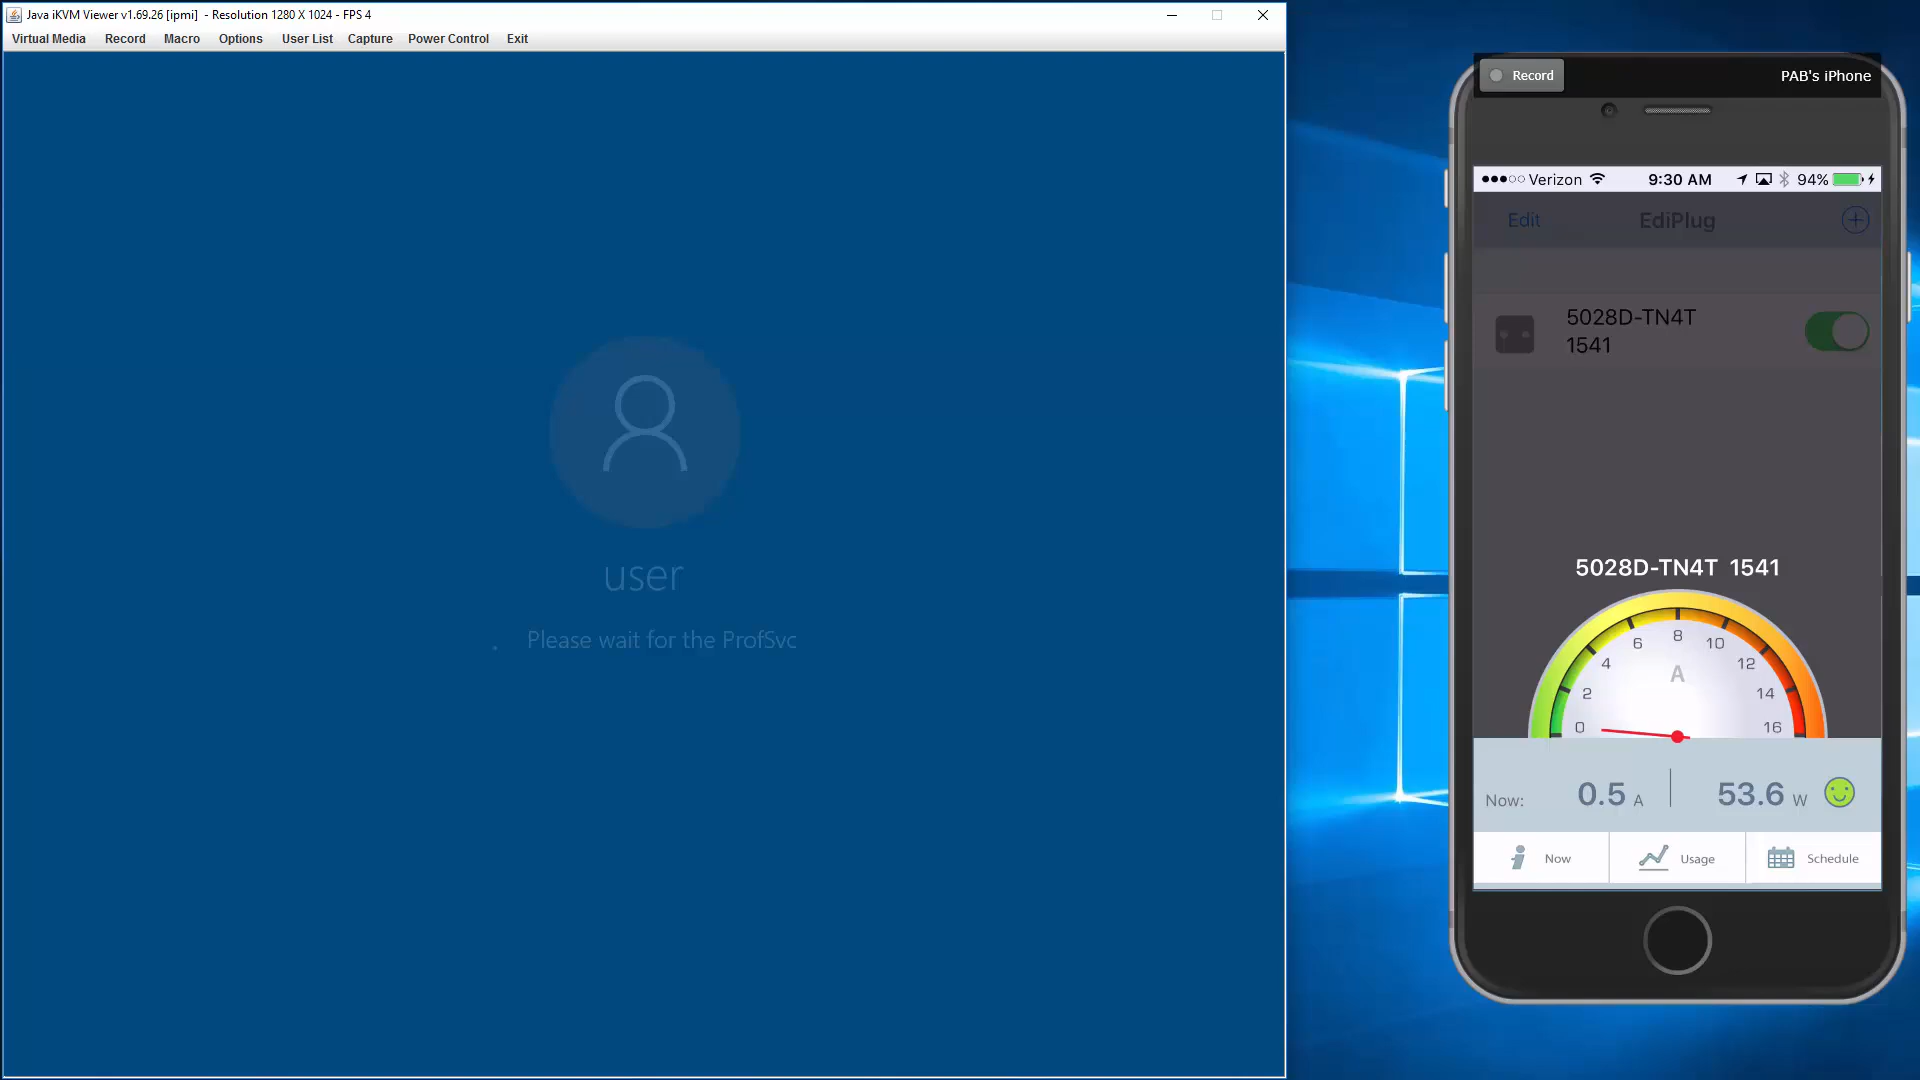 Java iKVM Viewer v1.69.26 [ipmi]  - Resolution 1280 X 1024 - FPS 4
Virtual Media Record Macro Options User List Capture Power Control Exit
user
Please wait for the ProfSvc
Record PAB's iPhone
Verizon 9:30 AM 94%
Edit EdiPlug
5028D-TN4T
1541
5028D-TN4T 1541
0 2 4 6 8 10 12 14 16
A
Now: 0.5 A 53.6 W
Now Usage Schedule